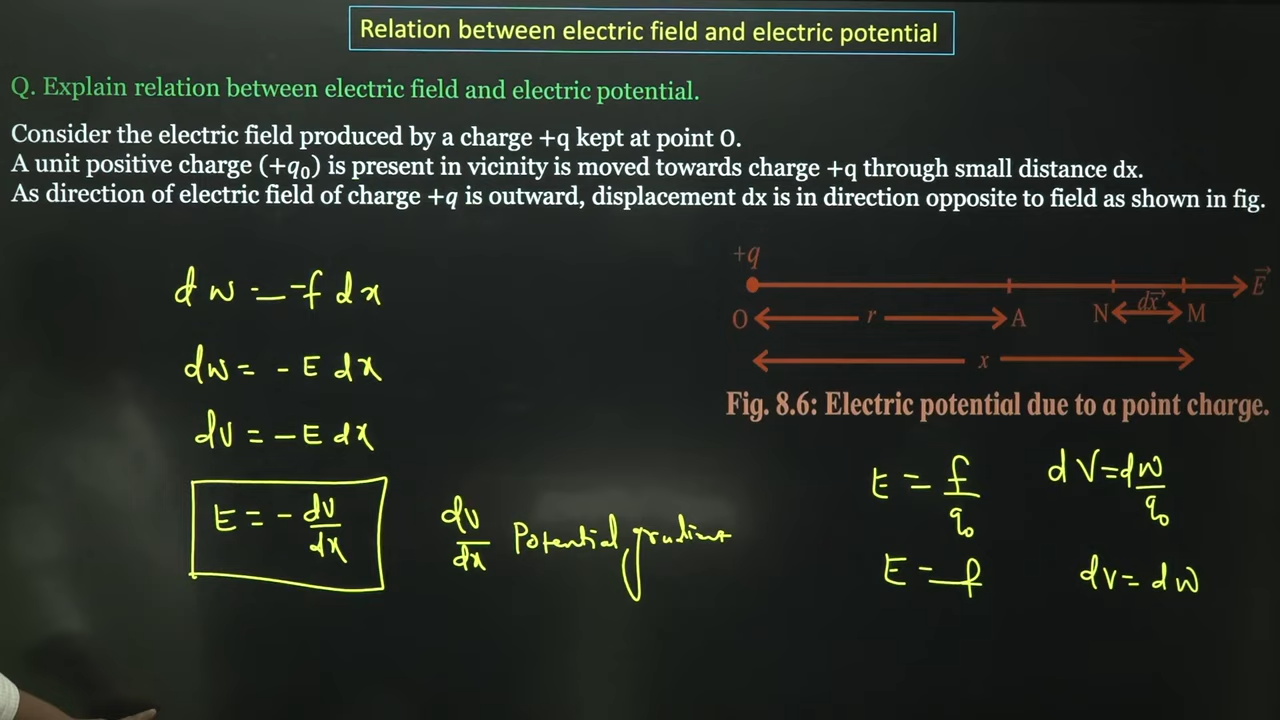 Relation between electric field and electric potential
Q. Explain relation between electric field and electric potential.
Consider the electric field produced by a charge +q kept at point O.
A unit positive charge (+q₀) is present in vicinity is moved towards charge +q through small distance dx.
As direction of electric field of charge +q is outward, displacement dx is in direction opposite to field as shown in fig.
dw = -f dx
dw = - E dx
dv = - E dx
E = - dv/dx
dv/dx Potential gradient
+q
E⃗
O r A N dx⃗ M
x
Fig. 8.6: Electric potential due to a point charge.
E = f/q₀ dV = dw/q₀
E = f dv = dw